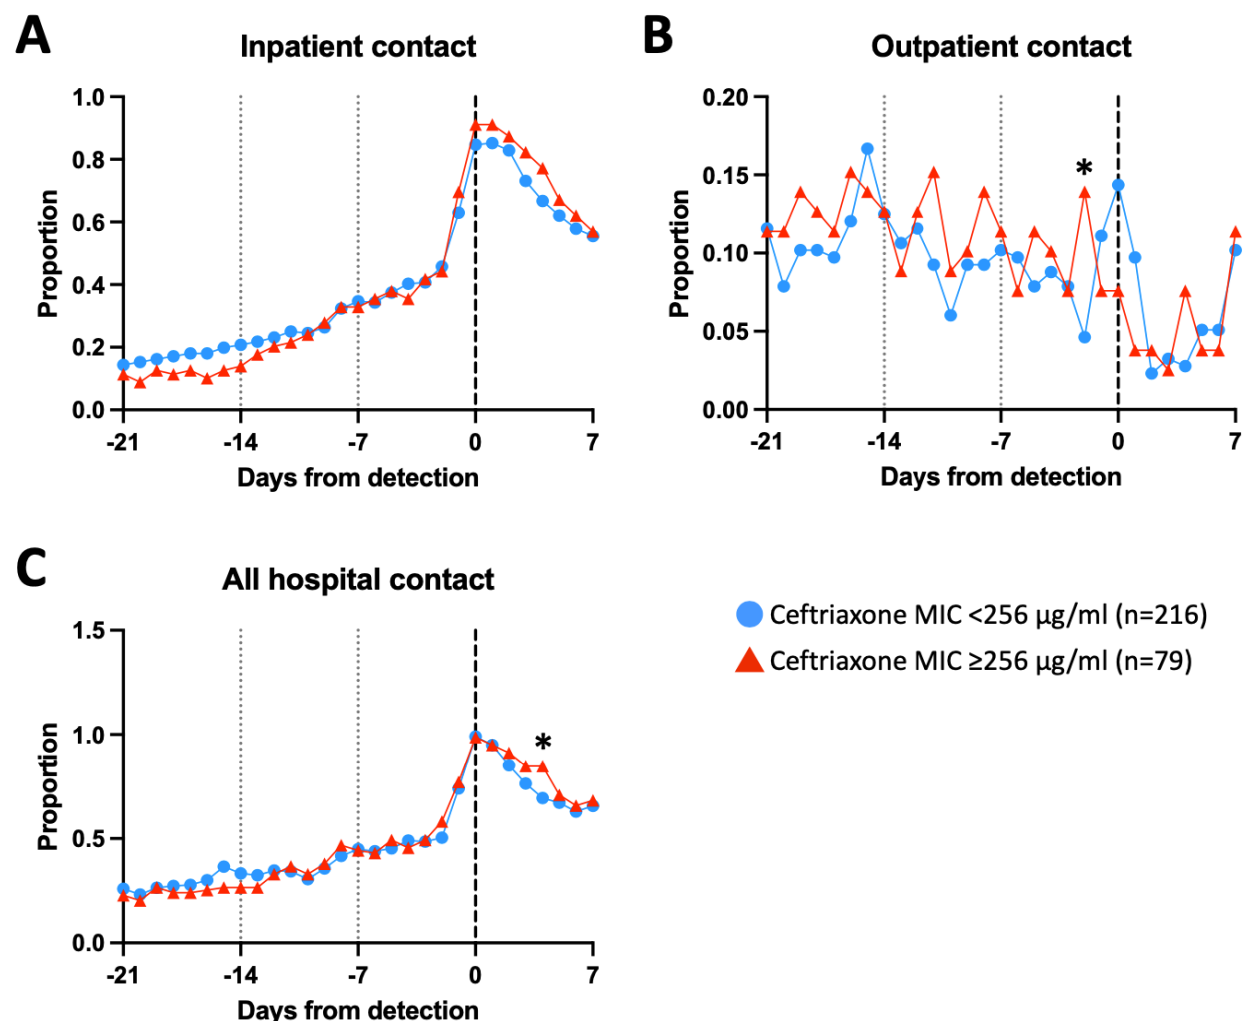 A
Inpatient contact
1.0
0.8
0.6
0.4
0.2
0.0
Proportion
-21
-14
-7
0
7
Days from detection
B
Outpatient contact
0.20
0.15
0.10
0.05
0.00
Proportion
*
-21
-14
-7
0
7
Days from detection
C
All hospital contact
1.5
1.0
0.5
0.0
Proportion
*
-21
-14
-7
0
7
Days from detection
Ceftriaxone MIC <256 µg/ml (n=216)
Ceftriaxone MIC ≥256 µg/ml (n=79)